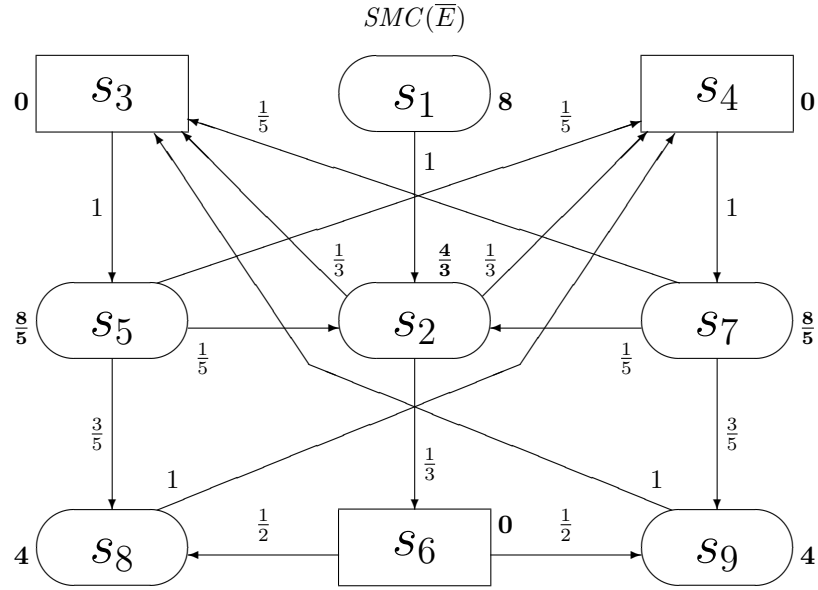 SMC(E̅)
0 s₃ s₁ 8 s₄ 0
1/5 1/5
1 1 1
1/3 4/3 1/3
8/5 s₅ s₂ s₇ 8/5
1/5 1/5
3/5 1/3 3/5
1 1
4 s₈ 1/2 s₆ 0 1/2 s₉ 4